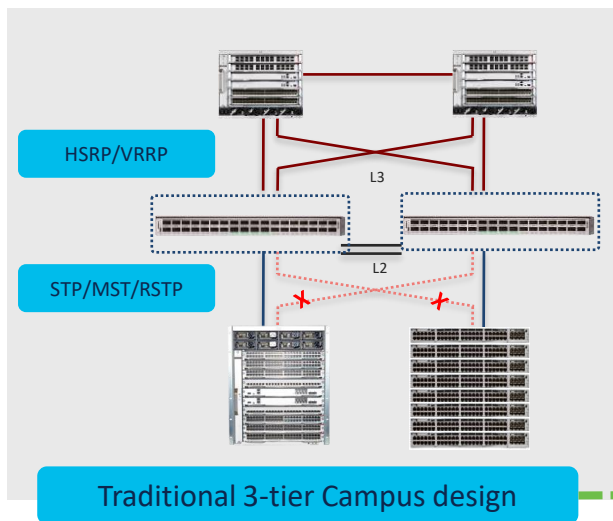 HSRP/VRRP
L3
L2
STP/MST/RSTP
Traditional 3-tier Campus design